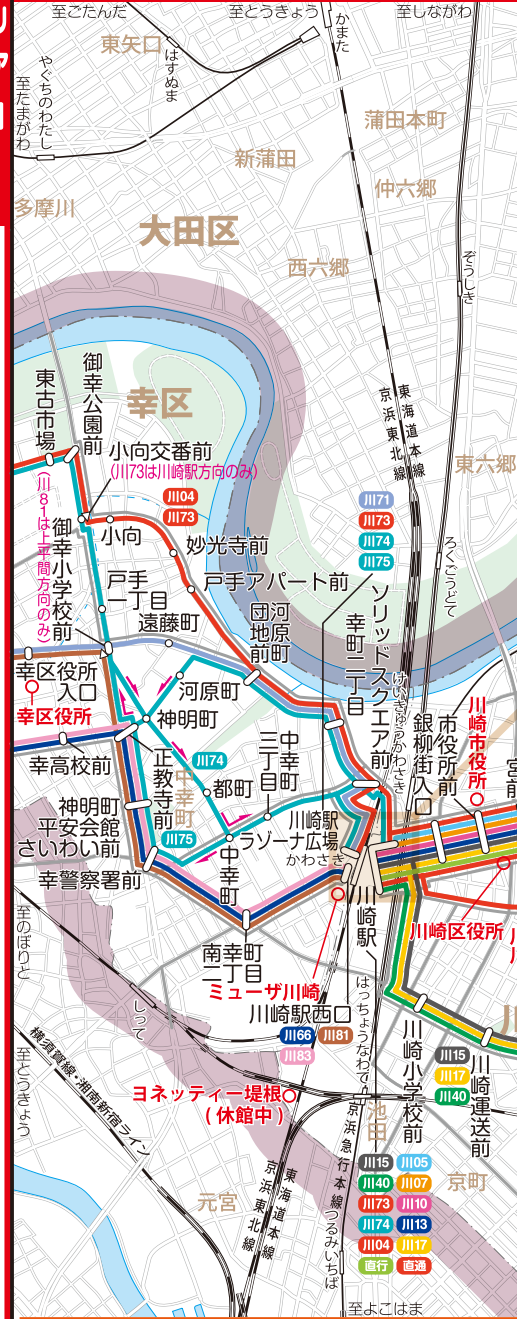 至ごたんだ
至とうきょう
至しながわ
かまた
東矢口
はすぬま
やぐちのわたし
至たまがわ
蒲田本町
新蒲田
仲六郷
多摩川
大田区
西六郷
ぞうしき
幸区
御幸公園前
東古市場
京浜東北線
東海道本線
東六郷
小向交番前
(川73は川崎駅方向のみ)
川04
川73
川71
川73
川74
川75
(川81は上平間方向のみ)
御幸小学校前
小向
妙光寺前
ろくごうどて
戸手一丁目
戸手アパート前
遠藤町
河原町団地前
幸町二丁目
ソリッドスクエア前
けいきゅうかわさき
幸区役所入口
幸区役所
河原町
神明町
銀柳街入口
市役所前
川崎市役所
宮前
幸高校前
正教寺前
中幸町
川74
中幸町三丁目
都町
神明町
平安会館
さいわい前
川75
川崎駅
ラゾーナ広場
かわさき
中幸町
幸警察署前
川崎駅
川崎区役所
至のぼりと
南幸町二丁目
ミューザ川崎
川崎駅西口
川66
川81
川83
しって
はっちょうなわて
川崎小学校前
川15
川17
川40
川崎運送前
至とうきょう
横須賀線・湘南新宿ライン
ヨネッティー堤根
(休館中)
池田
京浜急行本線
川15
川05
川40
川07
川73
川10
川74
川13
川04
川17
直行
直通
京町
元宮
京浜東北線
東海道本線
つるみいちば
至よこはま